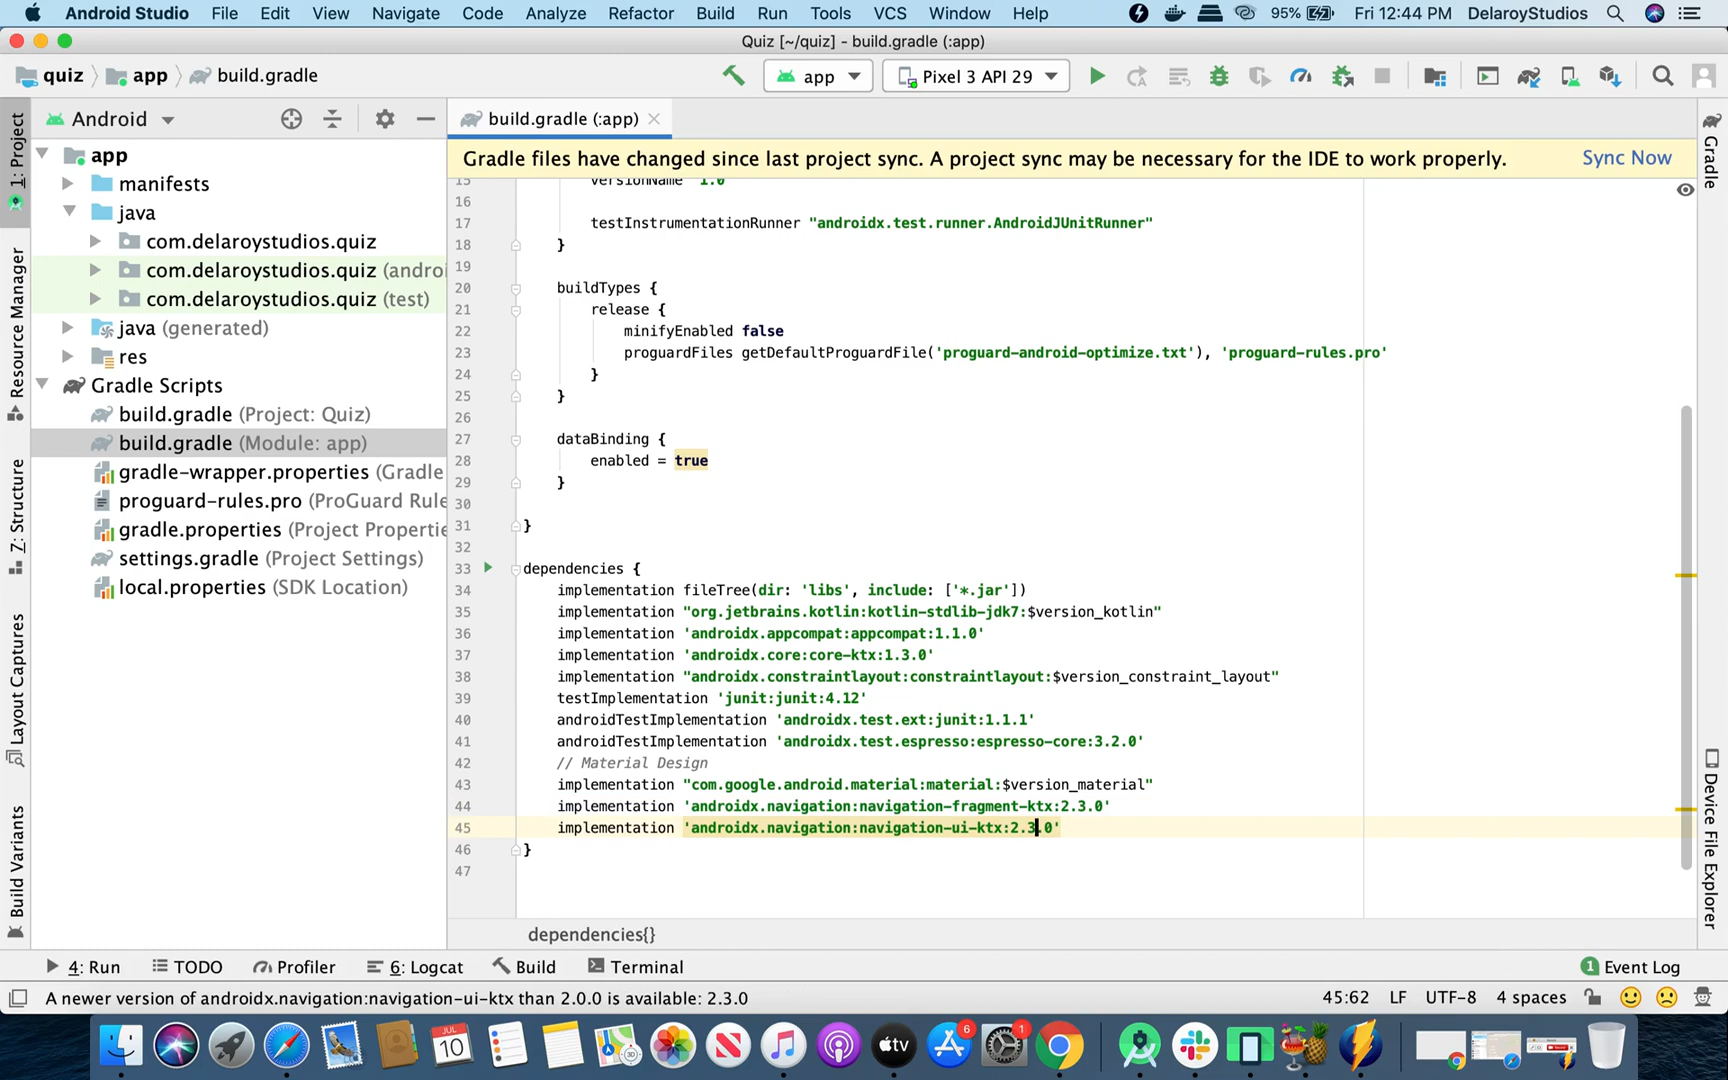 Android Studio File Edit View Navigate Code Analyze Refactor Build Run Tools VCS Window Help 95% Fri 12:44 PM DelaroyStudios
Quiz [~/quiz] - build.gradle (:app)
quiz app build.gradle app Pixel 3 API 29
Android
build.gradle (:app)
Gradle files have changed since last project sync. A project sync may be necessary for the IDE to work properly. Sync Now
1: Project
Resource Manager
Z: Structure
Layout Captures
Build Variants
app
manifests
java
com.delaroystudios.quiz
com.delaroystudios.quiz (androi
com.delaroystudios.quiz (test)
java (generated)
res
Gradle Scripts
build.gradle (Project: Quiz)
build.gradle (Module: app)
gradle-wrapper.properties (Gradle
proguard-rules.pro (ProGuard Rule
gradle.properties (Project Propertie
settings.gradle (Project Settings)
local.properties (SDK Location)
15 versionName "1.0"
16
17 testInstrumentationRunner "androidx.test.runner.AndroidJUnitRunner"
18 }
19
20 buildTypes {
21 release {
22 minifyEnabled false
23 proguardFiles getDefaultProguardFile('proguard-android-optimize.txt'), 'proguard-rules.pro'
24 }
25 }
26
27 dataBinding {
28 enabled = true
29 }
30
31 }
32
33 dependencies {
34 implementation fileTree(dir: 'libs', include: ['*.jar'])
35 implementation "org.jetbrains.kotlin:kotlin-stdlib-jdk7:$version_kotlin"
36 implementation 'androidx.appcompat:appcompat:1.1.0'
37 implementation 'androidx.core:core-ktx:1.3.0'
38 implementation "androidx.constraintlayout:constraintlayout:$version_constraint_layout"
39 testImplementation 'junit:junit:4.12'
40 androidTestImplementation 'androidx.test.ext:junit:1.1.1'
41 androidTestImplementation 'androidx.test.espresso:espresso-core:3.2.0'
42 // Material Design
43 implementation "com.google.android.material:material:$version_material"
44 implementation 'androidx.navigation:navigation-fragment-ktx:2.3.0'
45 implementation 'androidx.navigation:navigation-ui-ktx:2.3.0'
46 }
47
dependencies{}
Gradle
Device File Explorer
4: Run TODO Profiler 6: Logcat Build Terminal 1 Event Log
A newer version of androidx.navigation:navigation-ui-ktx than 2.0.0 is available: 2.3.0 45:62 LF UTF-8 4 spaces
JUL
10
tv
6
1